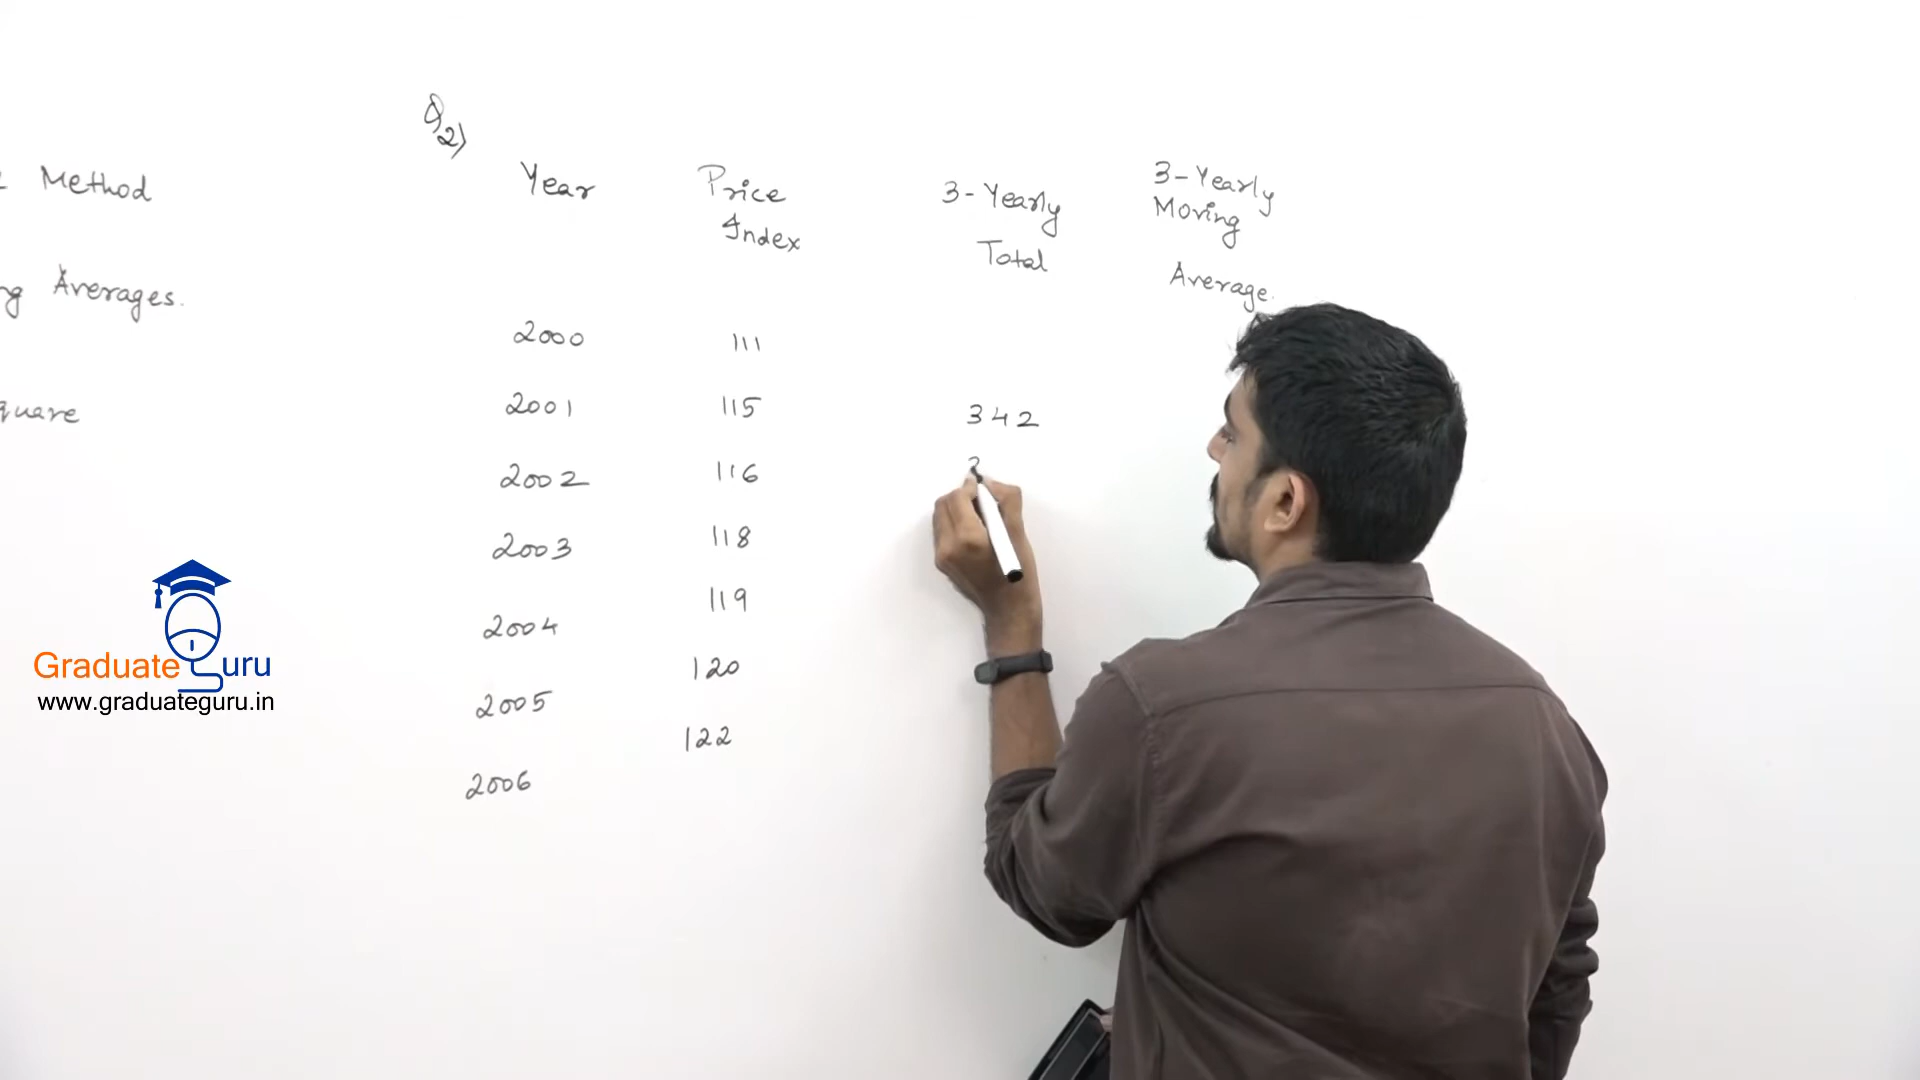 Method
Averages.
Q2)
Year
Price
Index
3-Yearly
Total
3-Yearly
Moving
Average.
2000 111
2001 115 342
2002 116
2003 118
2004 119
2005 120
2006 122
GraduateGuru
www.graduateguru.in